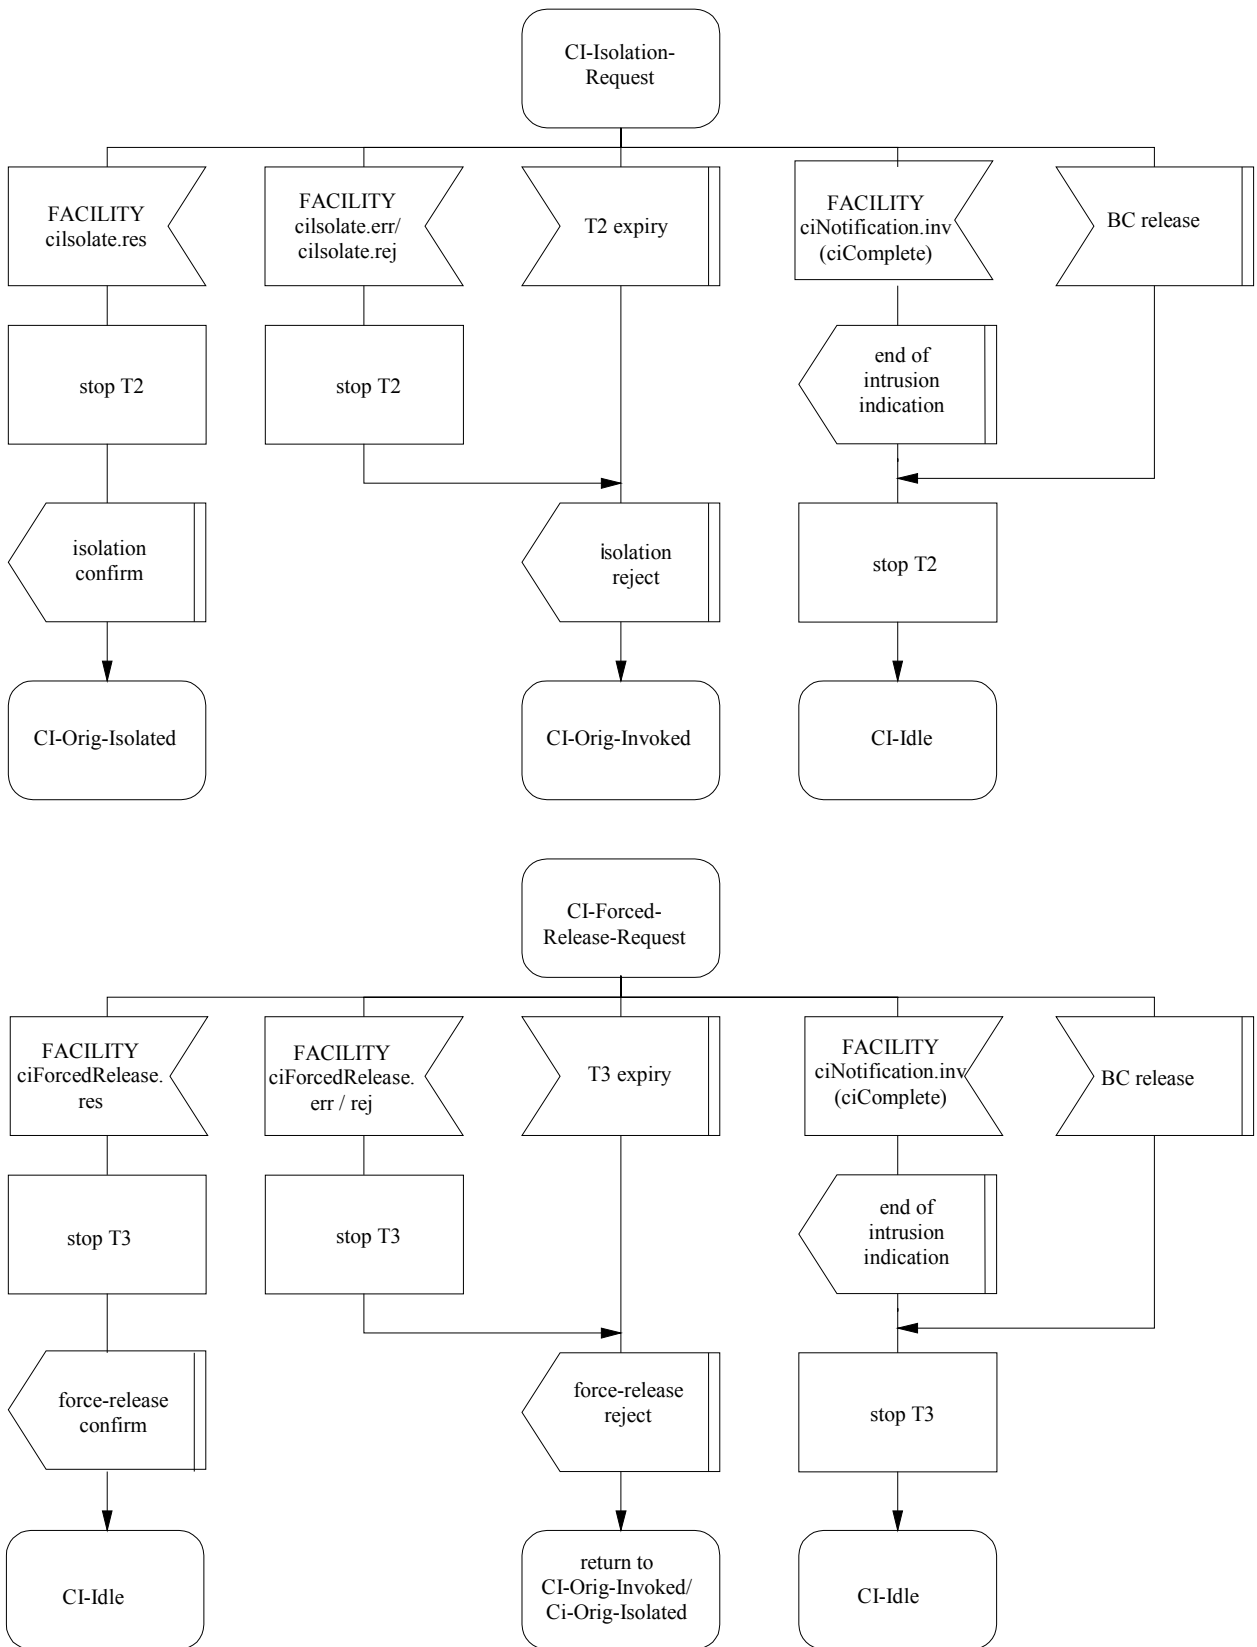 CI-Isolation-
Request
FACILITY
ciIsolate.res
FACILITY
ciIsolate.err/
ciIsolate.rej
T2 expiry
FACILITY
ciNotification.inv
(ciComplete)
BC release
stop T2
stop T2
end of
intrusion
indication
isolation
confirm
isolation
reject
stop T2
CI-Orig-Isolated
CI-Orig-Invoked
CI-Idle
CI-Forced-
Release-Request
FACILITY
ciForcedRelease.
res
FACILITY
ciForcedRelease.
err / rej
T3 expiry
FACILITY
ciNotification.inv
(ciComplete)
BC release
stop T3
stop T3
end of
intrusion
indication
force-release
confirm
force-release
reject
stop T3
CI-Idle
return to
CI-Orig-Invoked/
Ci-Orig-Isolated
CI-Idle